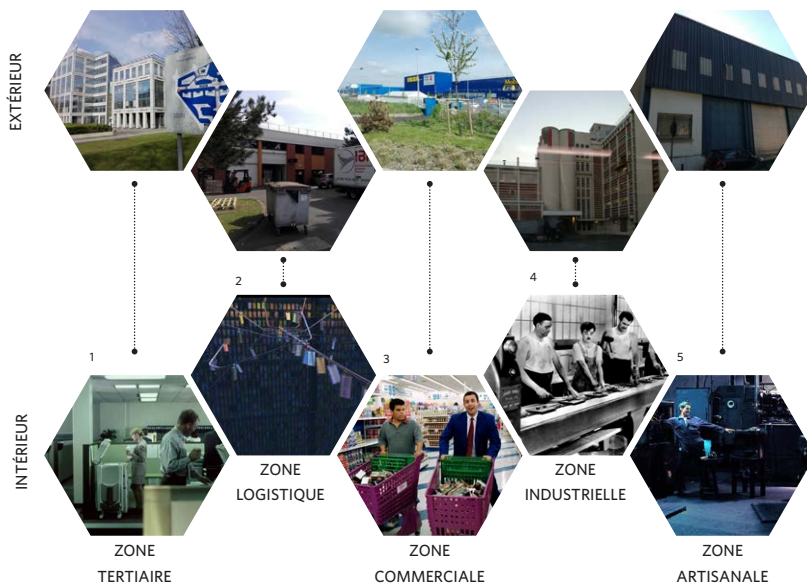 EXTÉRIEUR
2
4
1
3
5
INTÉRIEUR
ZONE
LOGISTIQUE
ZONE
INDUSTRIELLE
ZONE
TERTIAIRE
ZONE
COMMERCIALE
ZONE
ARTISANALE